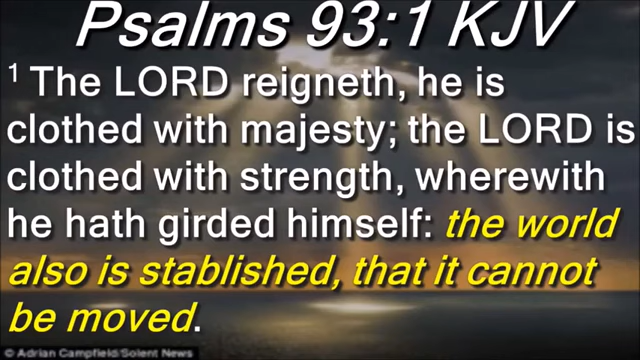 Psalms 93:1 KJV
1 The LORD reigneth, he is
clothed with majesty; the LORD is
clothed with strength, wherewith
he hath girded himself: the world
also is stablished, that it cannot
be moved.
© Adrian Campfield/Solent News